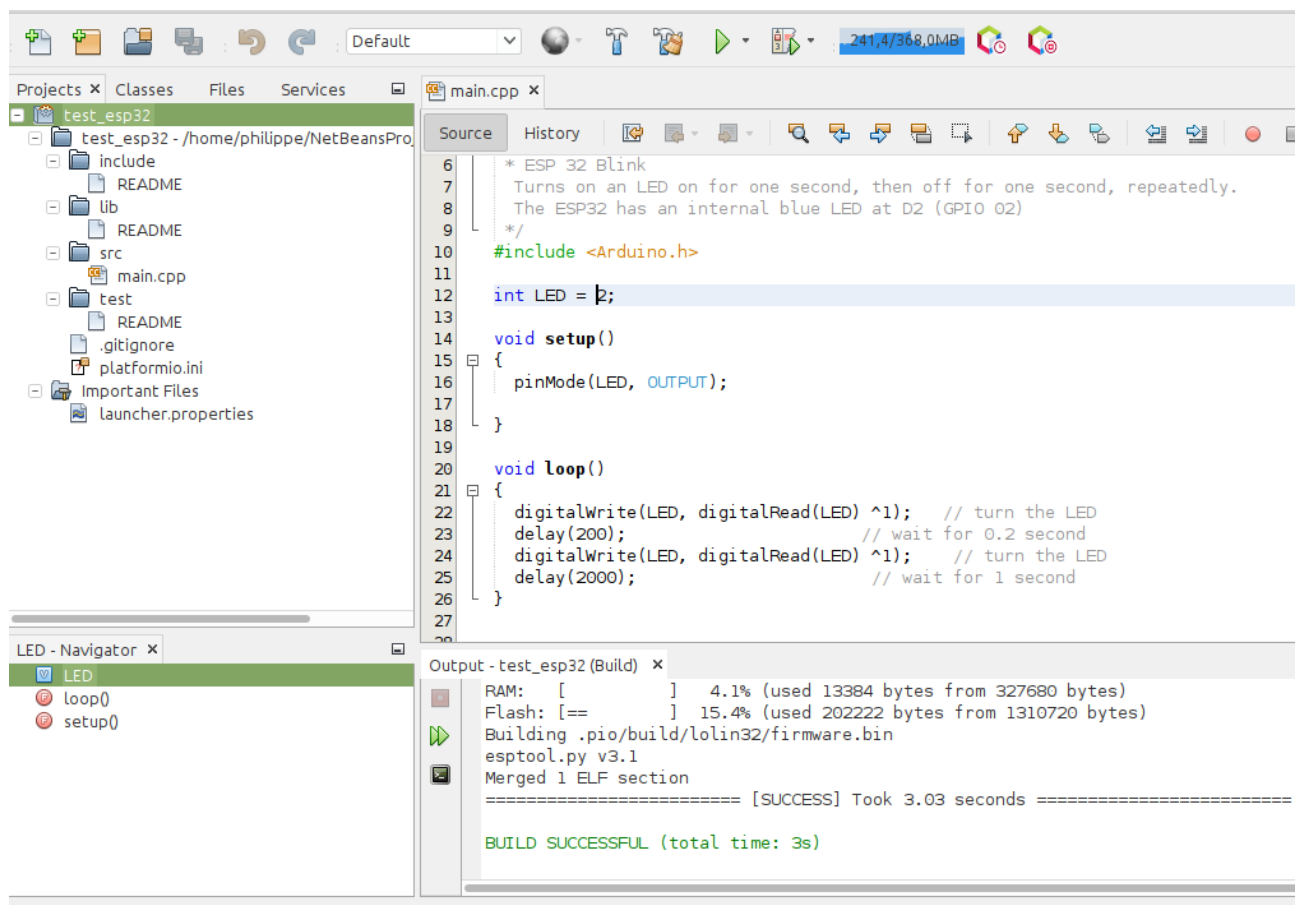 Default
241,4/368,0MB
Projects Classes Files Services
test_esp32
test_esp32 - /home/philippe/NetBeansProj
include
README
lib
README
src
main.cpp
test
README
.gitignore
platformio.ini
Important Files
launcher.properties
LED - Navigator
LED
loop()
setup()
main.cpp
Source History
6 * ESP 32 Blink
7 Turns on an LED on for one second, then off for one second, repeatedly.
8 The ESP32 has an internal blue LED at D2 (GPIO 02)
9 */
10 #include <Arduino.h>
11
12 int LED = 2;
13
14 void setup()
15 {
16 pinMode(LED, OUTPUT);
17
18 }
19
20 void loop()
21 {
22 digitalWrite(LED, digitalRead(LED) ^1); // turn the LED
23 delay(200); // wait for 0.2 second
24 digitalWrite(LED, digitalRead(LED) ^1); // turn the LED
25 delay(2000); // wait for 1 second
26 }
27
28
Output - test_esp32 (Build)
RAM: [ ] 4.1% (used 13384 bytes from 327680 bytes)
Flash: [== ] 15.4% (used 202222 bytes from 1310720 bytes)
Building .pio/build/lolin32/firmware.bin
esptool.py v3.1
Merged 1 ELF section
========================= [SUCCESS] Took 3.03 seconds =========================
BUILD SUCCESSFUL (total time: 3s)